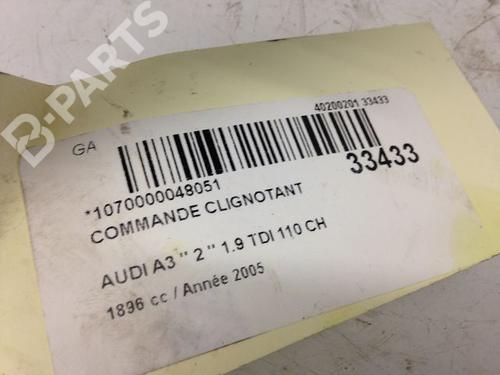 B-PARTS
GA
40200201 33433
*1070000048051
33433
COMMANDE CLIGNOTANT
AUDI A3 " 2 " 1.9 TDI 110 CH
1896 cc / Année 2005